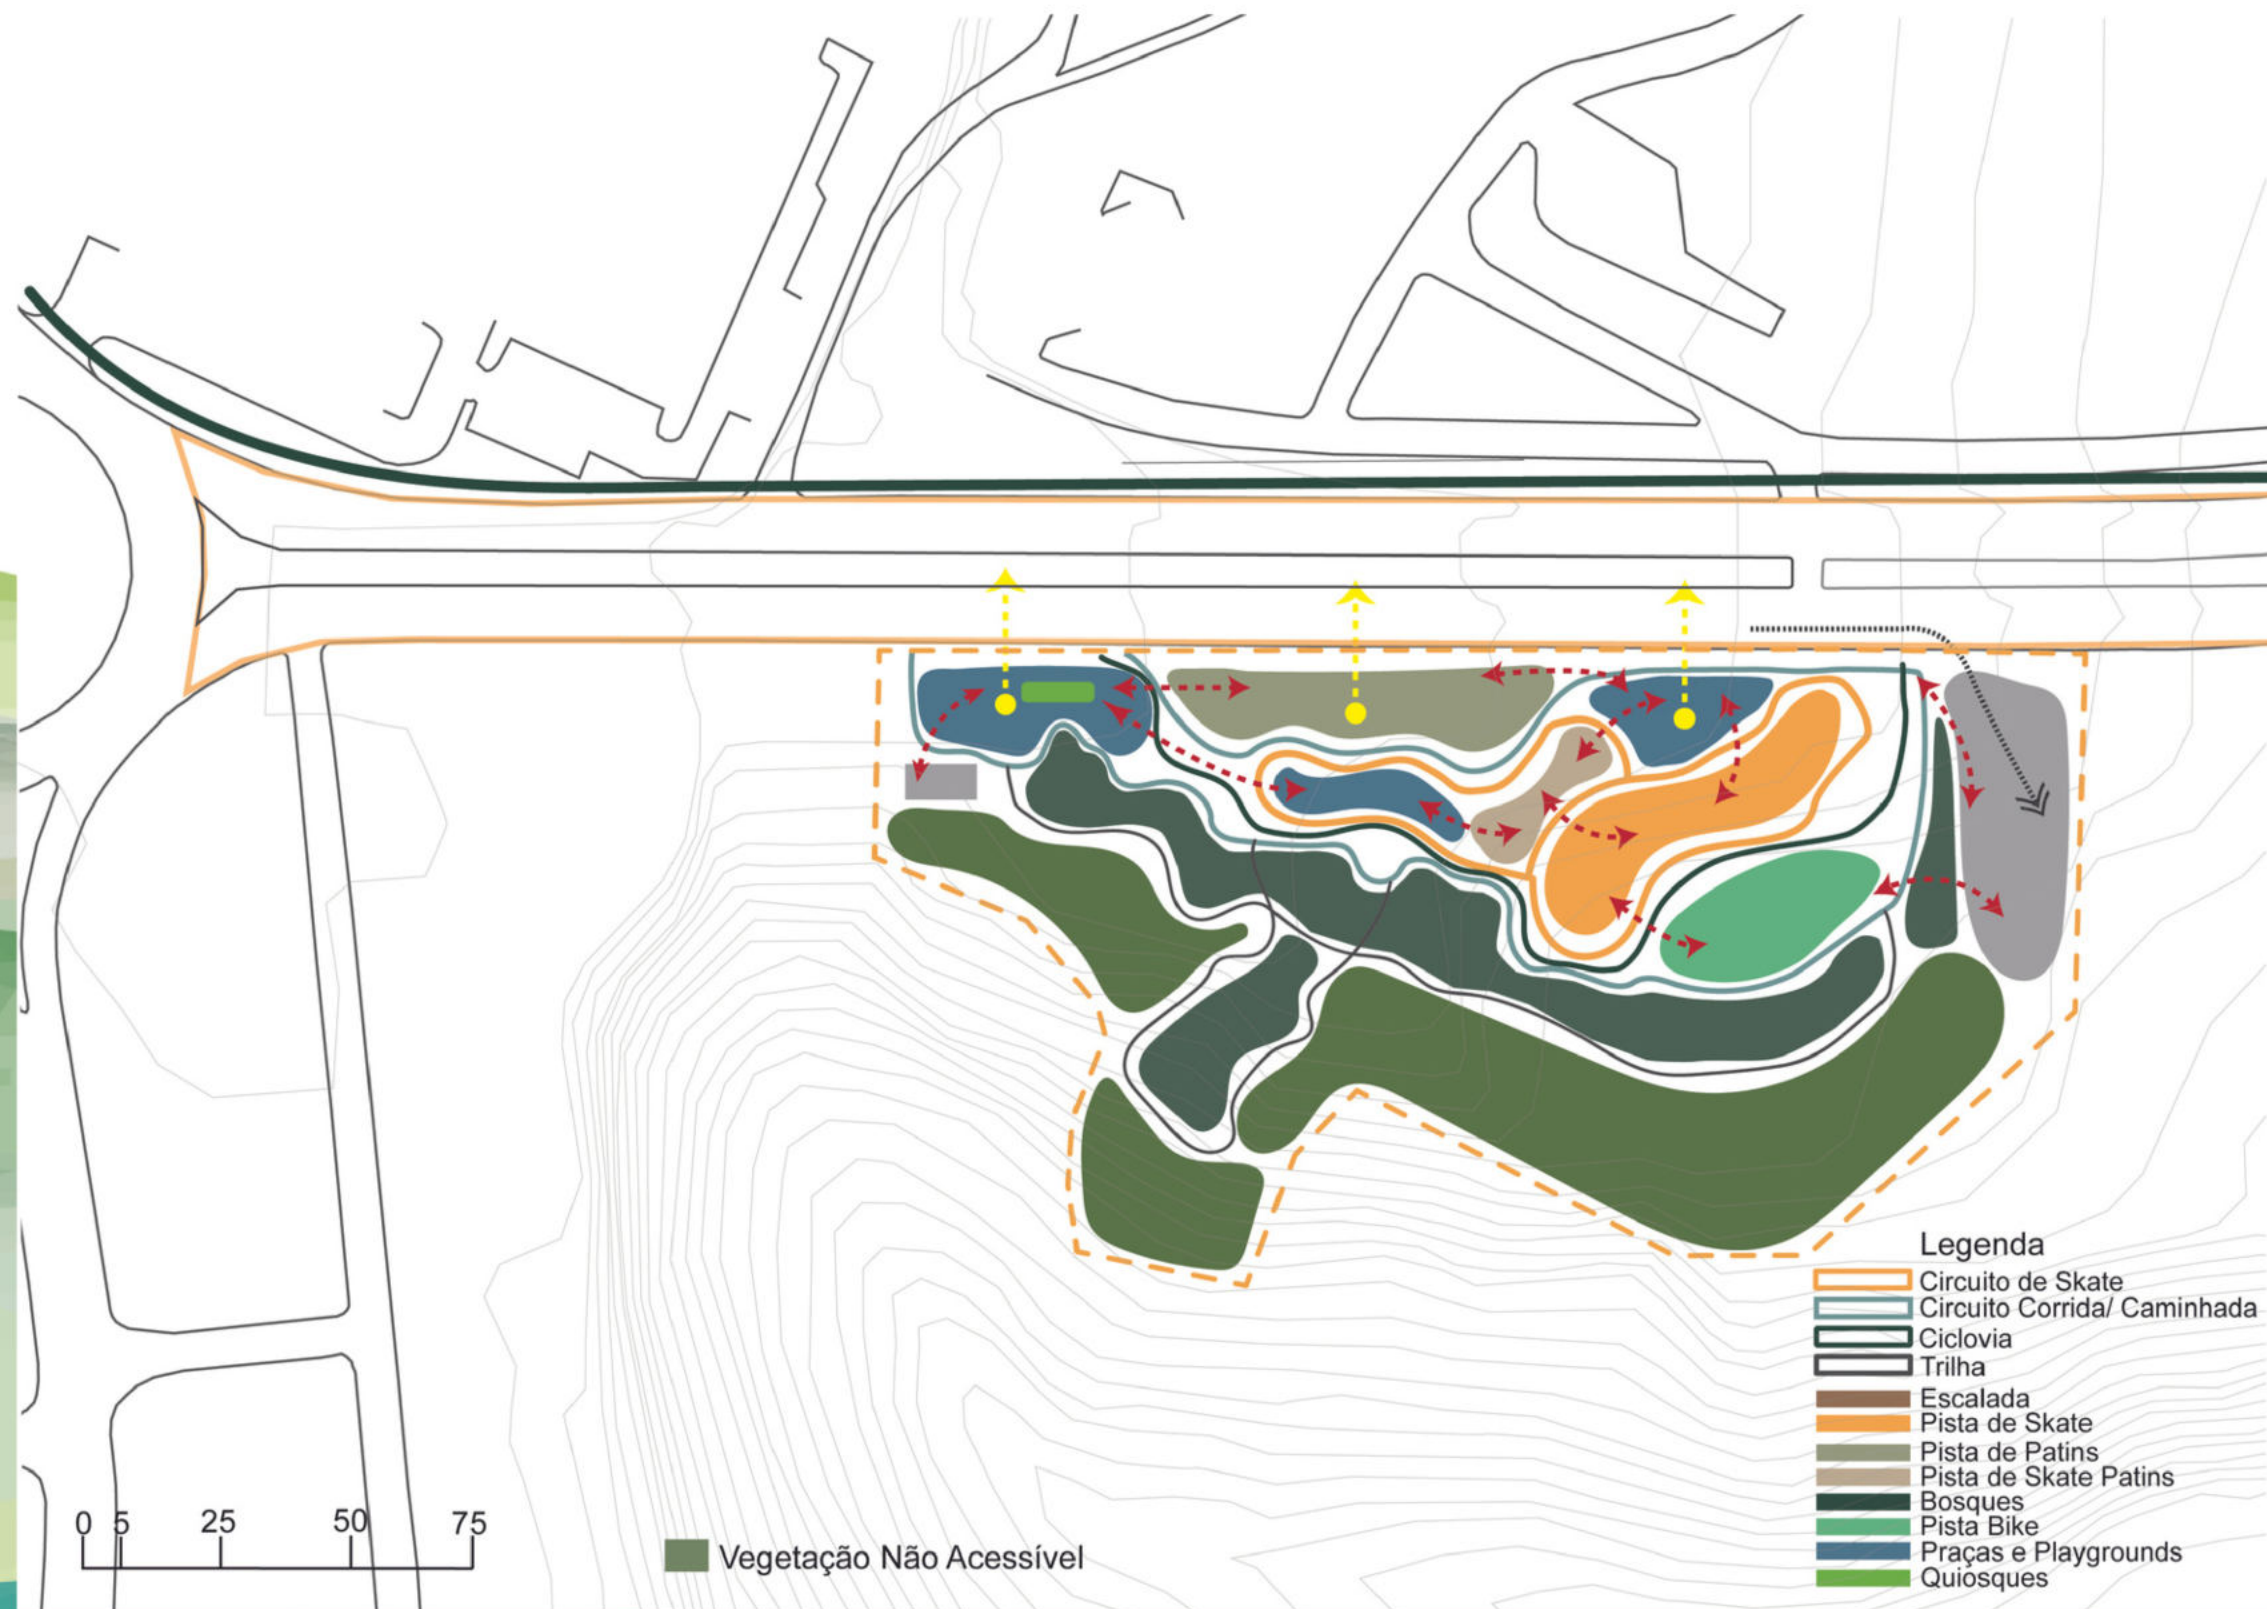 Legenda
Circuito de Skate
Circuito Corrida/ Caminhada
Ciclovia
Trilha
Escalada
Pista de Skate
Pista de Patins
Pista de Skate Patins
Bosques
Pista Bike
Praças e Playgrounds
Quiosques
0 5 25 50 75
Vegetação Não Acessível